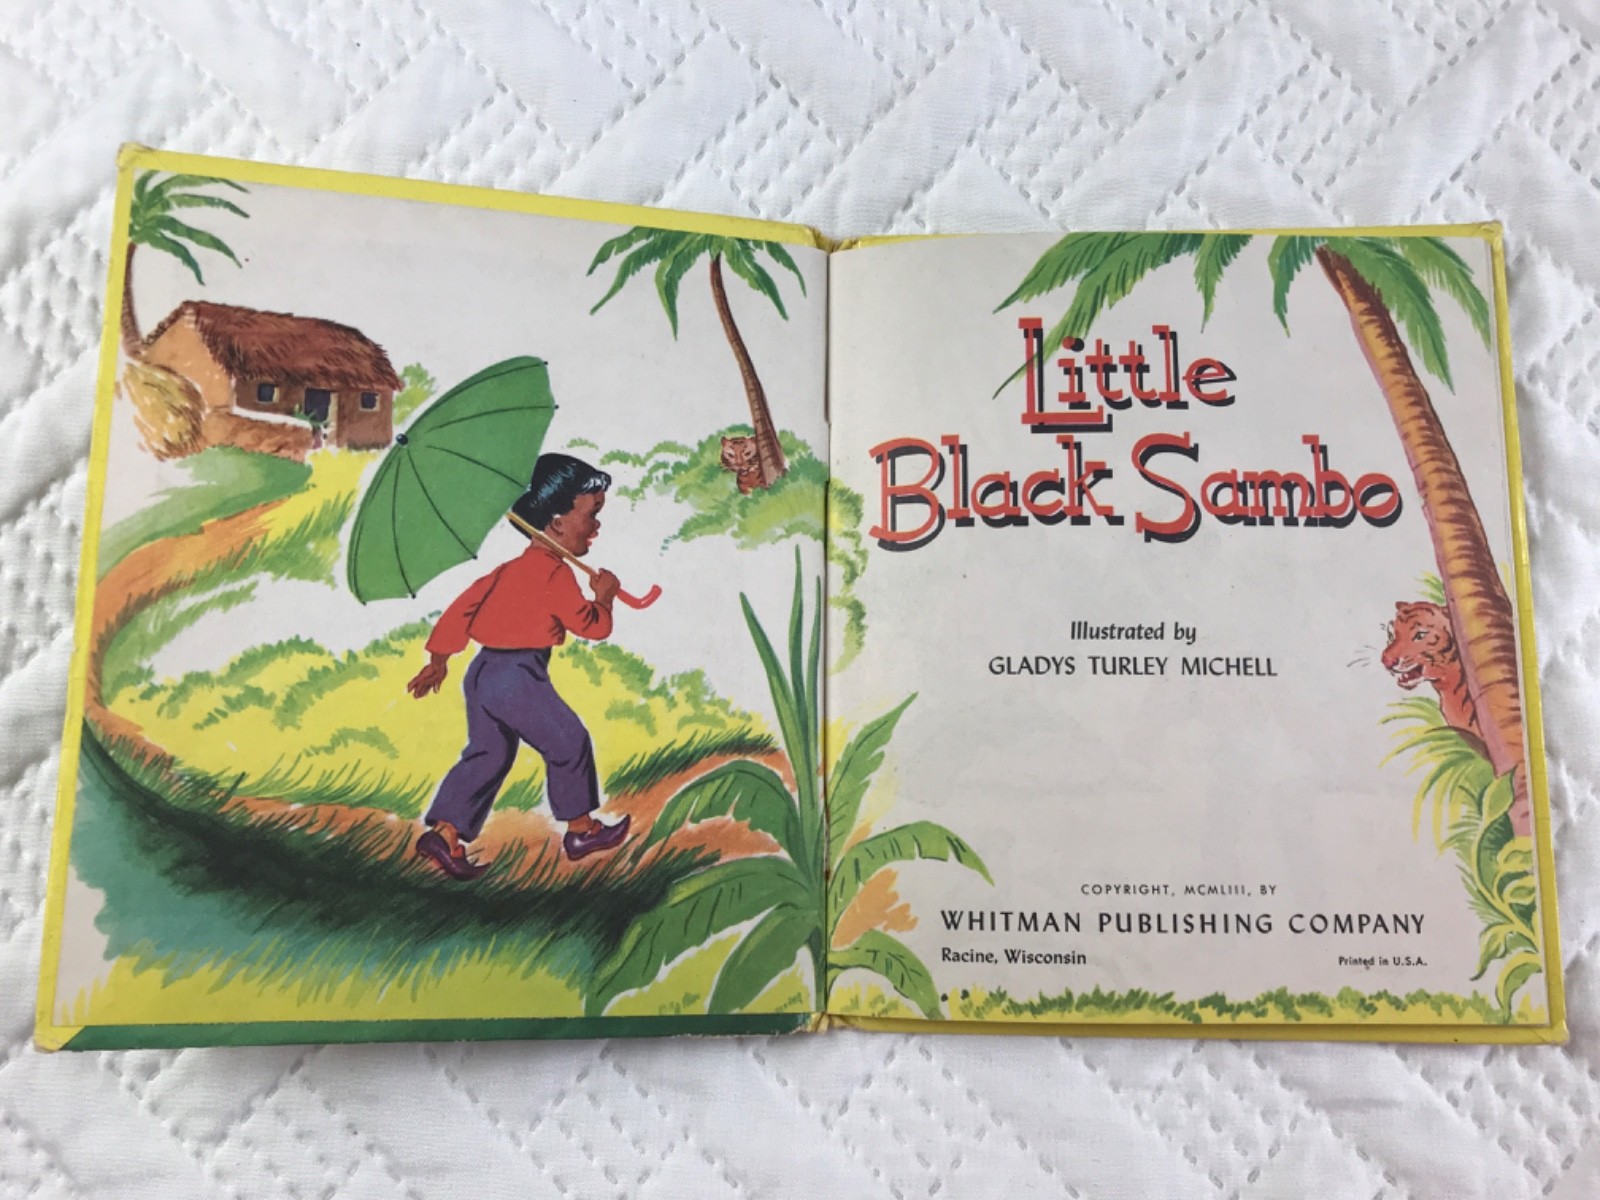 Little
Black Sambo
Illustrated by
GLADYS TURLEY MICHELL
COPYRIGHT, MCMLIII, BY
WHITMAN PUBLISHING COMPANY
Racine, Wisconsin
Printed in U.S.A.